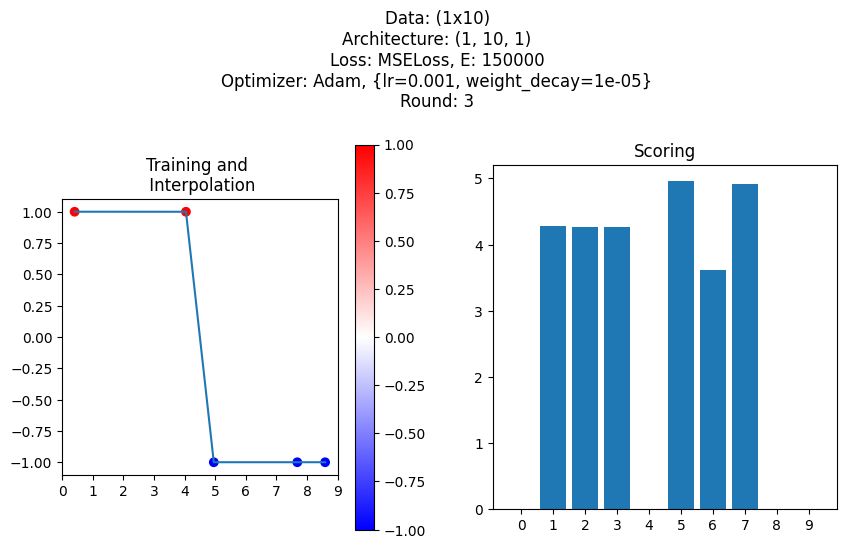 Data: (1x10)
Architecture: (1, 10, 1)
Loss: MSELoss, E: 150000
Optimizer: Adam, {lr=0.001, weight_decay=1e-05}
Round: 3
Training and
Interpolation
1.00
0.75
0.50
0.25
0.00
−0.25
−0.50
−0.75
−1.00
0 1 2 3 4 5 6 7 8 9
1.00
0.75
0.50
0.25
0.00
−0.25
−0.50
−0.75
−1.00
Scoring
5
4
3
2
1
0
0 1 2 3 4 5 6 7 8 9